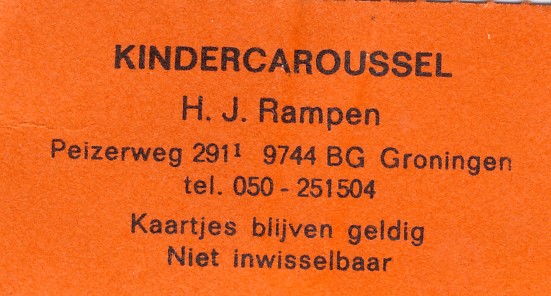 KINDERCAROUSSEL
H. J. Rampen
Peizerweg 291¹ 9744 BG Groningen
tel. 050 - 251504
Kaartjes blijven geldig
Niet inwisselbaar